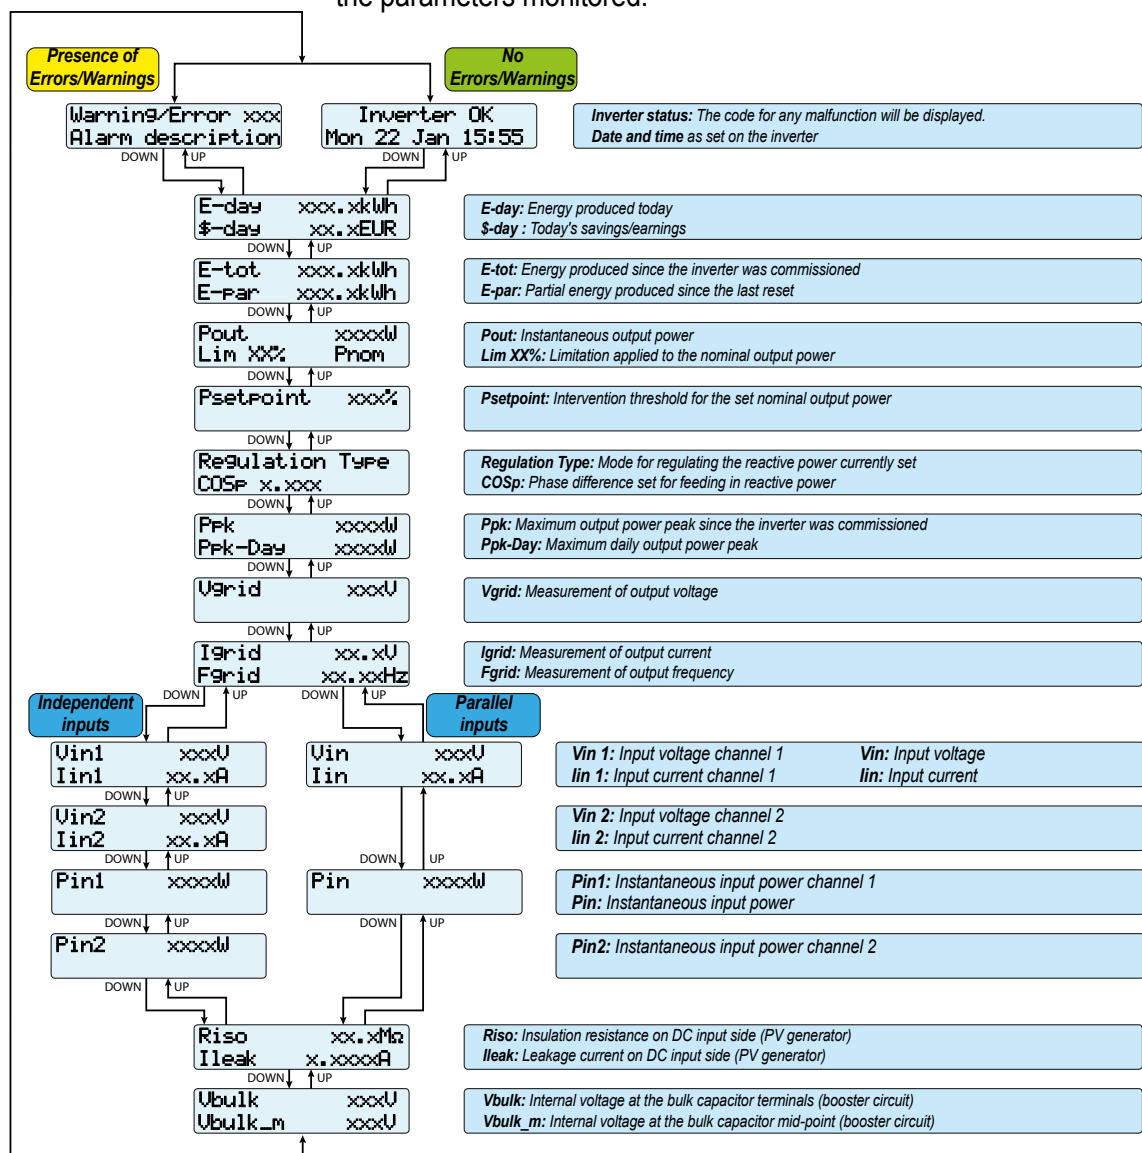 the parameters monitored.
Presence of
Errors/Warnings
No
Errors/Warnings
Warning/Error xxx
Alarm description
Inverter OK
Mon 22 Jan 15:55
Inverter status: The code for any malfunction will be displayed.
Date and time as set on the inverter
DOWN UP
DOWN UP
E-day xxx.xkWh
$-day xx.xEUR
E-day: Energy produced today
$-day : Today's savings/earnings
DOWN UP
E-tot xxx.xkWh
E-par xxx.xkWh
E-tot: Energy produced since the inverter was commissioned
E-par: Partial energy produced since the last reset
DOWN UP
Pout xxxxW
Lim XX% Pnom
Pout: Instantaneous output power
Lim XX%: Limitation applied to the nominal output power
DOWN UP
Psetpoint xxx%
Psetpoint: Intervention threshold for the set nominal output power
DOWN UP
Regulation Type
COSp x.xxx
Regulation Type: Mode for regulating the reactive power currently set
COSp: Phase difference set for feeding in reactive power
DOWN UP
Ppk xxxxW
Ppk-Day xxxxW
Ppk: Maximum output power peak since the inverter was commissioned
Ppk-Day: Maximum daily output power peak
DOWN UP
Vgrid xxxV
Vgrid: Measurement of output voltage
DOWN UP
Igrid xx.xV
Fgrid xx.xxHz
Igrid: Measurement of output current
Fgrid: Measurement of output frequency
DOWN UP
DOWN UP
Independent
inputs
Parallel
inputs
Vin1 xxxV
Iin1 xx.xA
Vin xxxV
Iin xx.xA
Vin 1: Input voltage channel 1 Vin: Input voltage
Iin 1: Input current channel 1 Iin: Input current
DOWN UP
Vin2 xxxV
Iin2 xx.xA
Vin 2: Input voltage channel 2
Iin 2: Input current channel 2
DOWN UP
DOWN UP
Pin1 xxxxW
Pin xxxxW
Pin1: Instantaneous input power channel 1
Pin: Instantaneous input power
DOWN UP
DOWN UP
Pin2 xxxxW
Pin2: Instantaneous input power channel 2
DOWN UP
Riso xx.xMΩ
Ileak x.xxxxA
Riso: Insulation resistance on DC input side (PV generator)
Ileak: Leakage current on DC input side (PV generator)
DOWN UP
Vbulk xxxV
Vbulk_m xxxV
Vbulk: Internal voltage at the bulk capacitor terminals (booster circuit)
Vbulk_m: Internal voltage at the bulk capacitor mid-point (booster circuit)